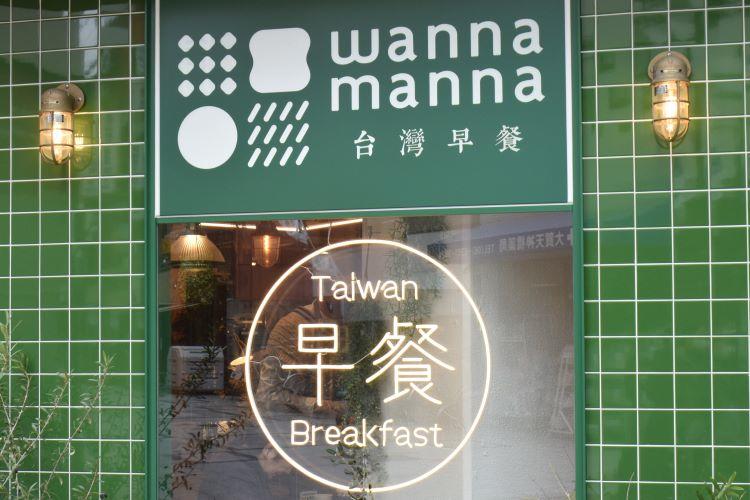 wanna
manna
台灣早餐
Taiwan
早餐
Breakfast